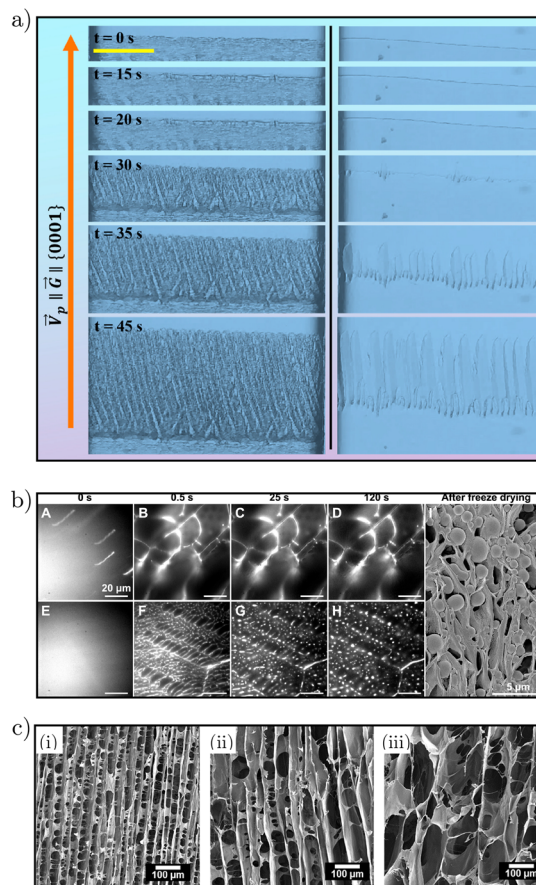 a)
t = 0 s
t = 15 s
t = 20 s
t = 30 s
t = 35 s
t = 45 s
V⃗p ∥ G⃗ ∥ {0001}
b)
0 s 0.5 s 25 s 120 s After freeze drying
A B C D I
20 μm
E F G H
5 μm
c)
(i) (ii) (iii)
100 μm 100 μm 100 μm